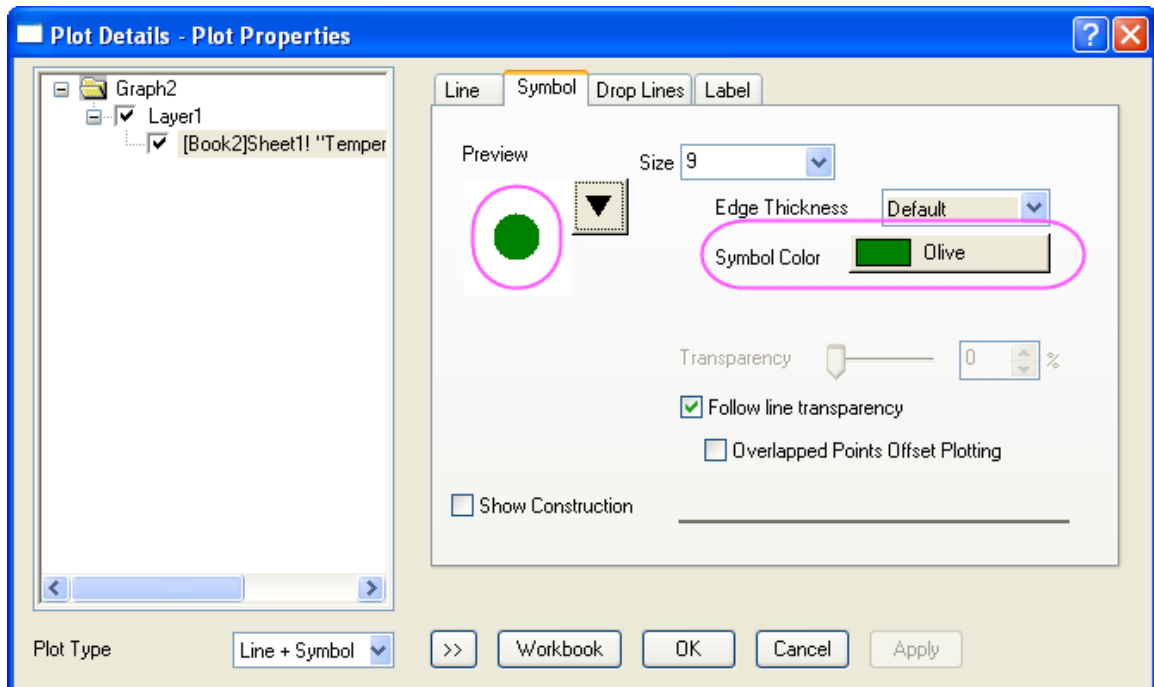 Plot Details - Plot Properties
Graph2
Layer1
[Book2]Sheet1! "Temper
Line Symbol Drop Lines Label
Preview
Size 9
Edge Thickness Default
Symbol Color Olive
Transparency 0 %
Follow line transparency
Overlapped Points Offset Plotting
Show Construction
Plot Type Line + Symbol >> Workbook OK Cancel Apply